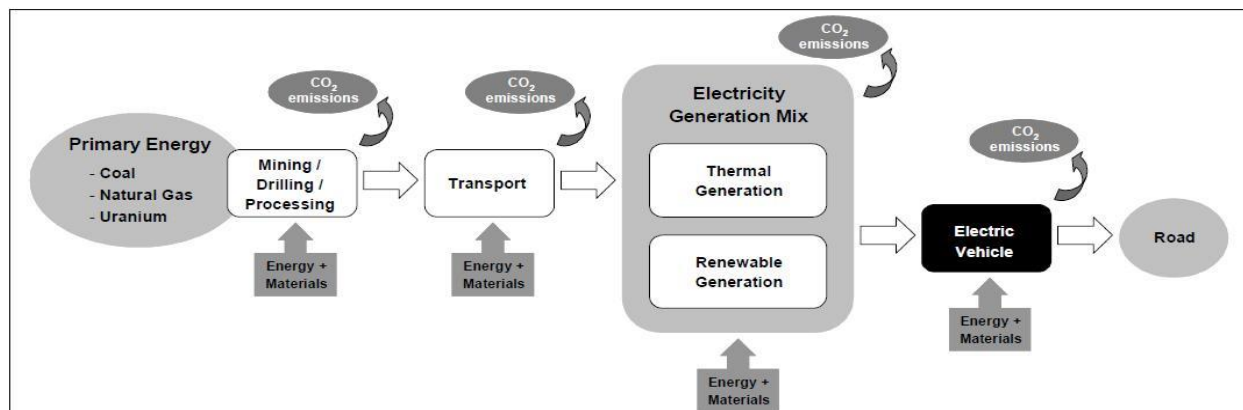 Primary Energy
- Coal
- Natural Gas
- Uranium
Mining /
Drilling /
Processing
Energy +
Materials
CO2
emissions
Transport
Energy +
Materials
CO2
emissions
Electricity
Generation Mix
Thermal
Generation
Renewable
Generation
Energy +
Materials
CO2
emissions
Electric
Vehicle
Energy +
Materials
CO2
emissions
Road